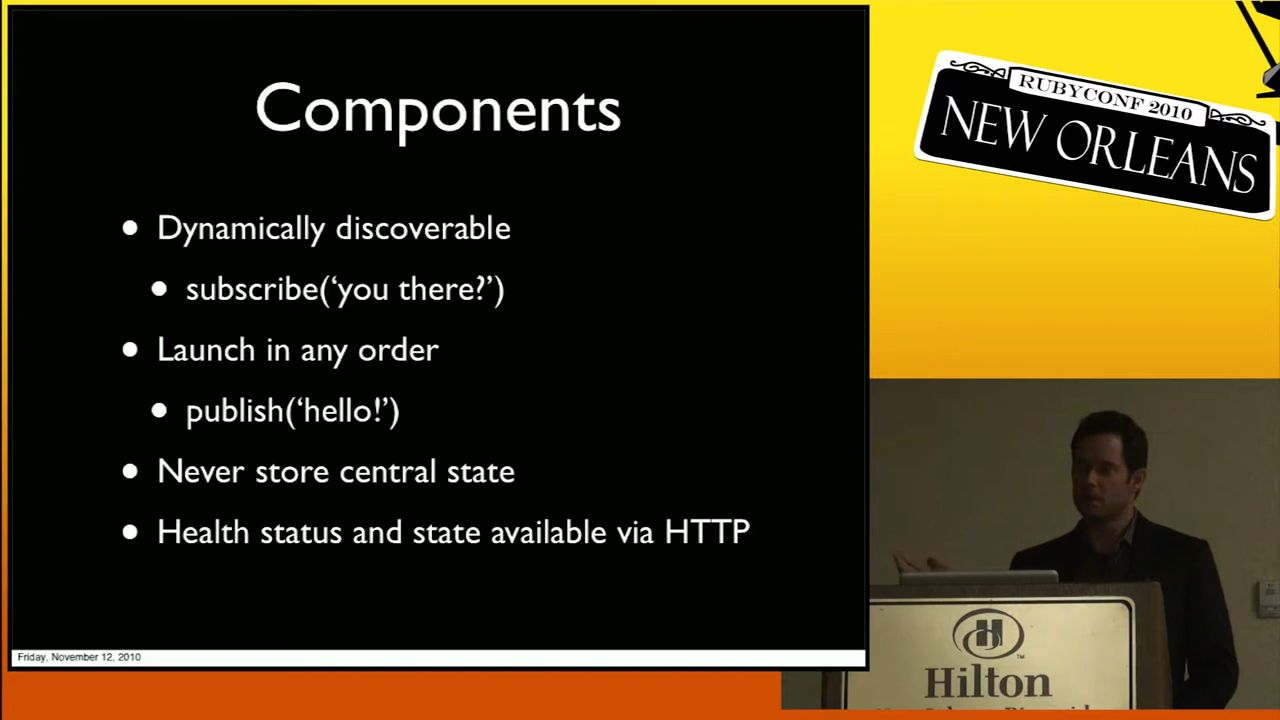 Components
• Dynamically discoverable
• subscribe(‘you there?’)
• Launch in any order
• publish(‘hello!’)
• Never store central state
• Health status and state available via HTTP
Friday, November 12, 2010
RUBYCONF 2010
NEW ORLEANS
Hilton